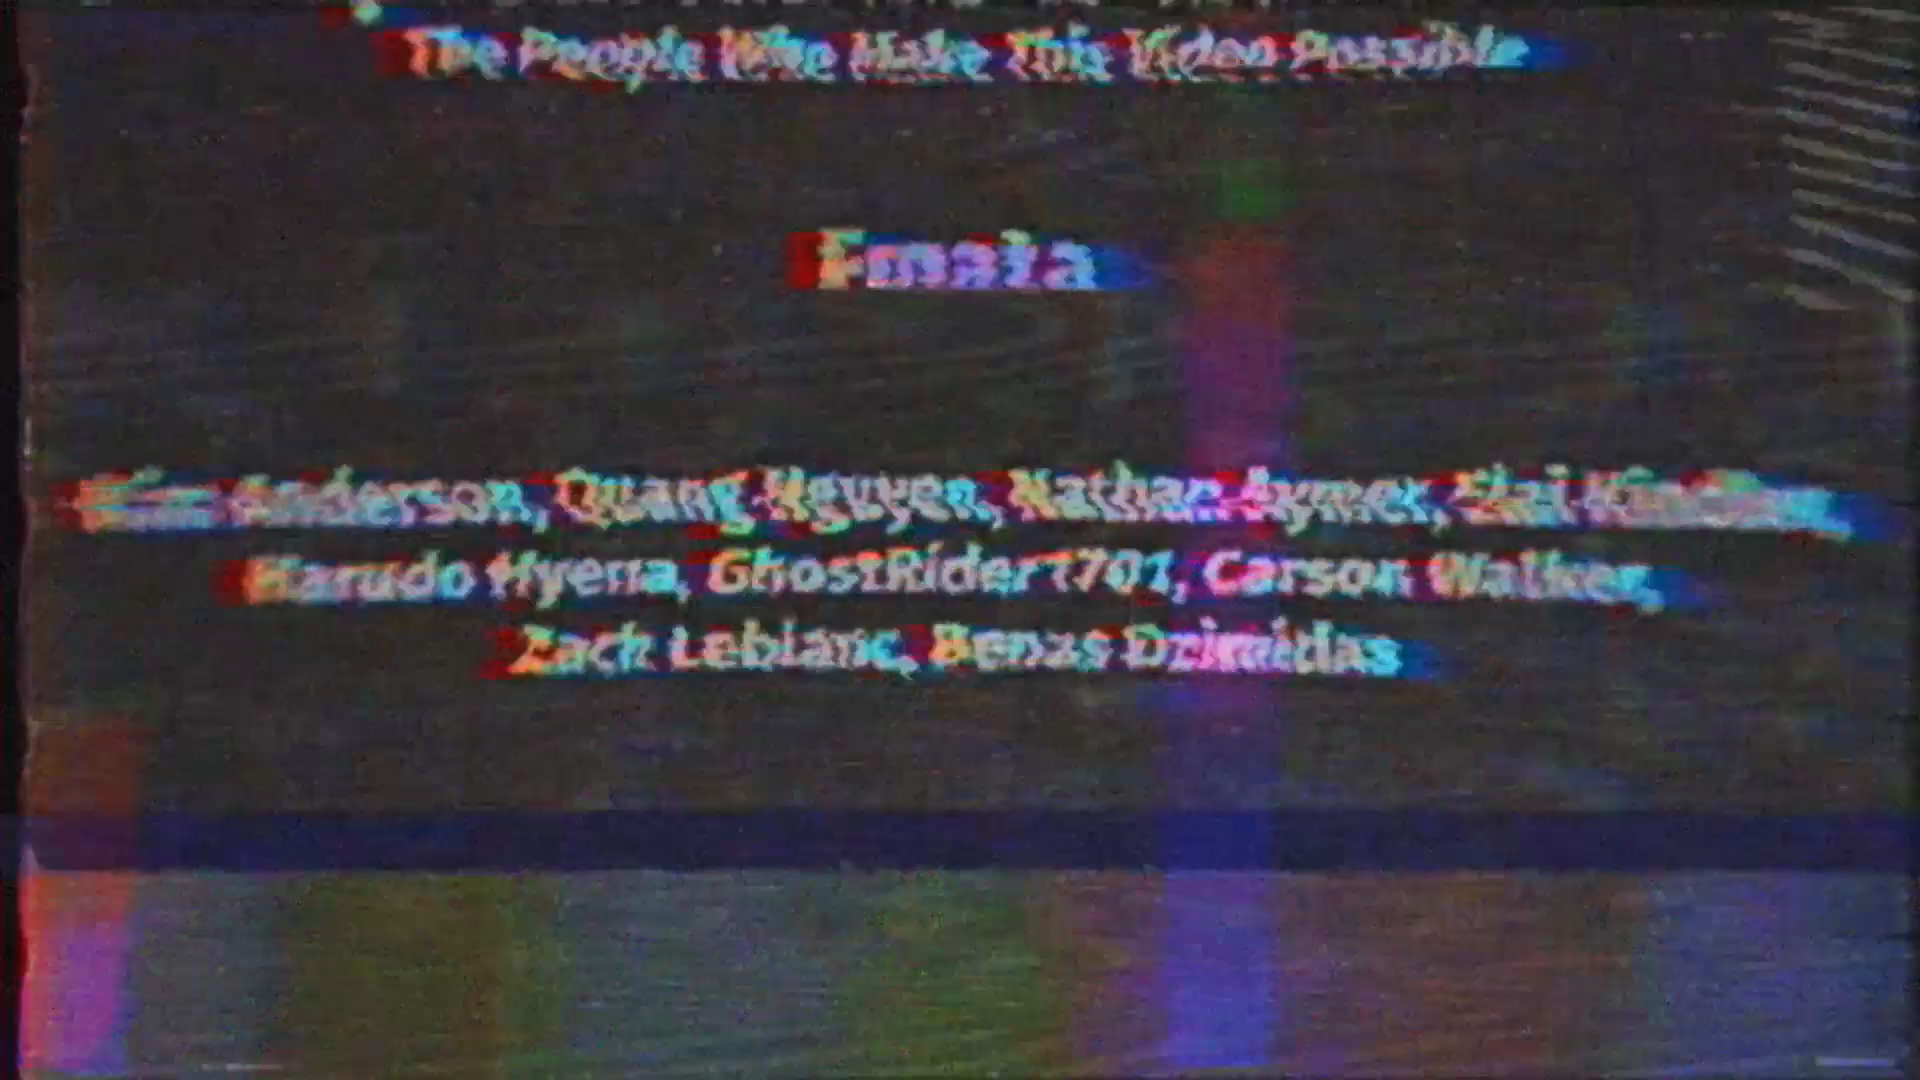 The People Who Make This Video Possible
Anderson, Quang Nguyen, Nathan Aymer,
Harudo Hyena, GhostRider1701, Carson Walker,
Zach Leblanc, Benas Dzimidas